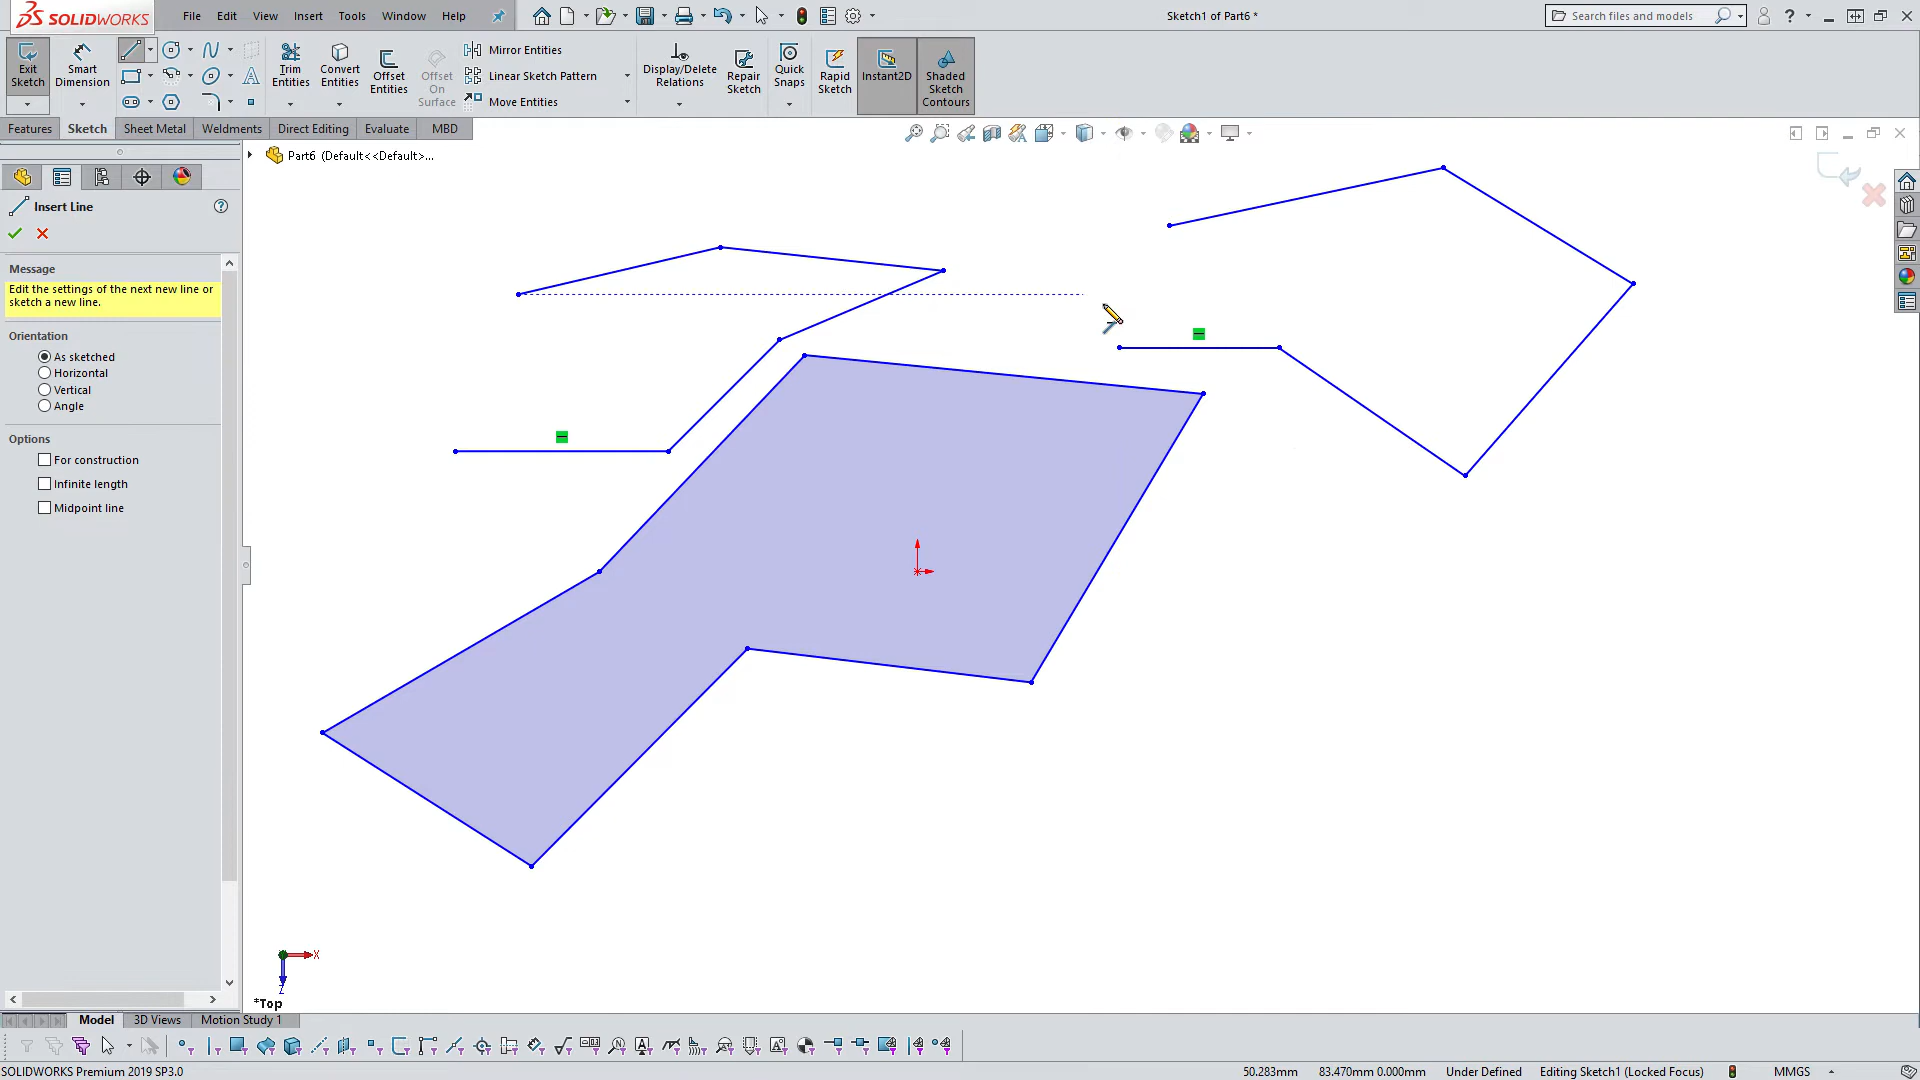 SOLIDWORKS File Edit View Insert Tools Window Help Sketch1 of Part6 * Search files and models ?
Exit Sketch
Smart Dimension
Trim Entities
Convert Entities
Offset Entities
Offset On Surface
Mirror Entities
Linear Sketch Pattern
Move Entities
Display/Delete Relations
Repair Sketch
Quick Snaps
Rapid Sketch
Instant2D
Shaded Sketch Contours
Features Sketch Sheet Metal Weldments Direct Editing Evaluate MBD
Part6 (Default<<Default>...
Insert Line ?
Message
Edit the settings of the next new line or
sketch a new line.
Orientation
As sketched
Horizontal
Vertical
Angle
Options
For construction
Infinite length
Midpoint line
X
Z
*Top
Model 3D Views Motion Study 1
SOLIDWORKS Premium 2019 SP3.0 50.283mm 83.470mm 0.000mm Under Defined Editing Sketch1 (Locked Focus) MMGS